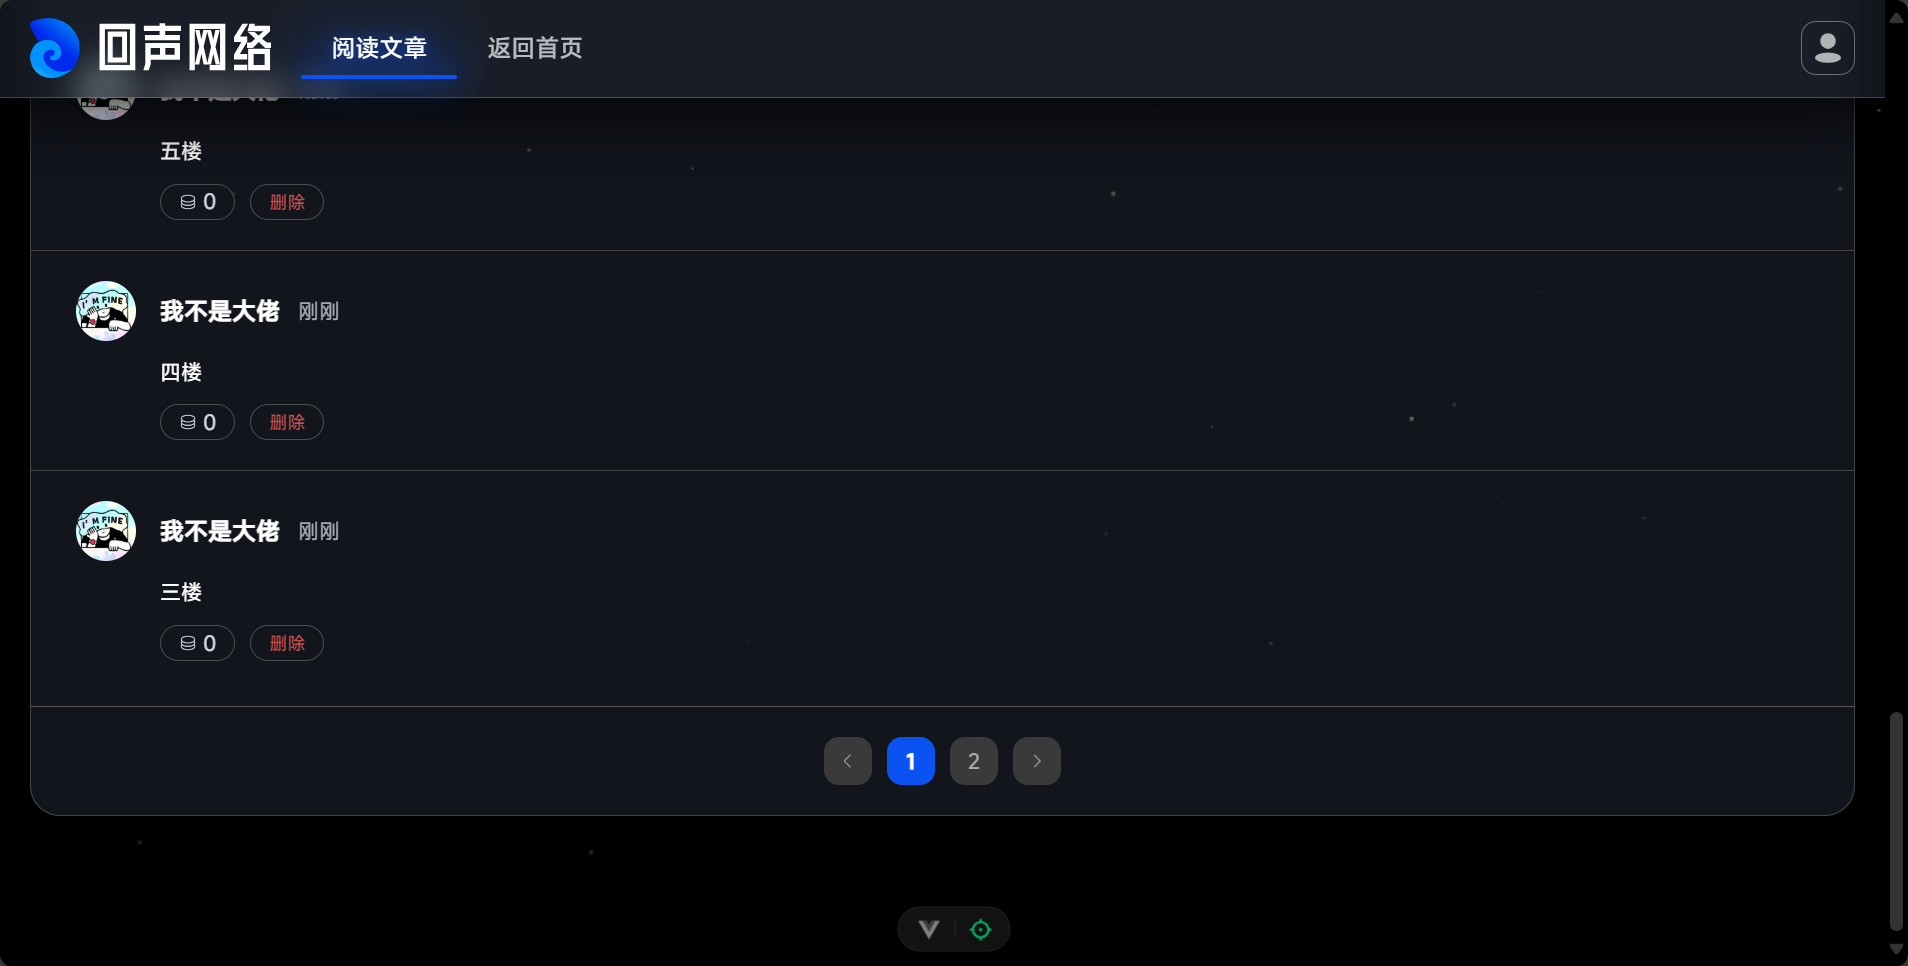 回声网络
阅读文章
返回首页
五楼
0 删除
我不是大佬 刚刚
四楼
0 删除
我不是大佬 刚刚
三楼
0 删除
1 2